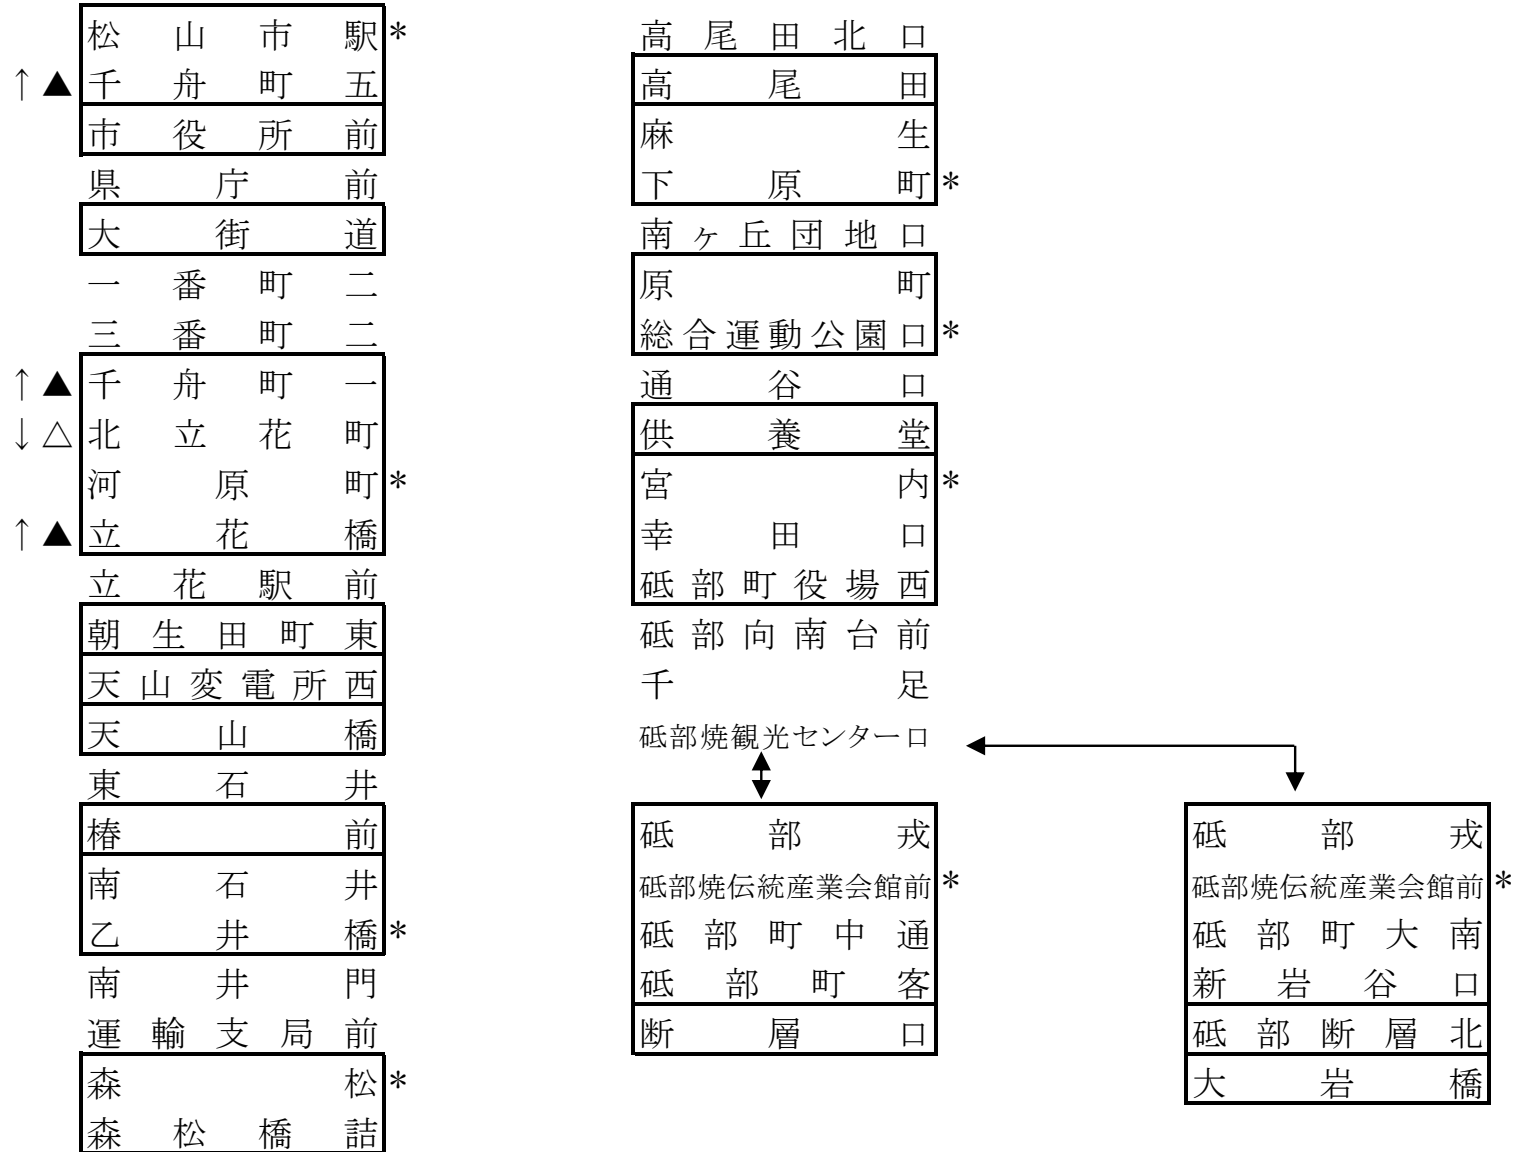 松山市駅*
↑▲千舟町五
市役所前
県庁前
大街道
一番町二
三番町二
↑▲千舟町一
↓△北立花町
河原町*
↑▲立花橋
立花駅前
朝生田町東
天山変電所西
天山橋
東石井
椿前
南石井
乙井橋*
南井門
運輸支局前
森松*
森松橋詰
高尾田北口
高尾田
麻生
下原町*
南ヶ丘団地口
原町
総合運動公園口*
通谷口
供養堂
宮内*
幸田口
砥部町役場西
砥部向南台前
千足
砥部焼観光センター口
砥部戎
砥部焼伝統産業会館前*
砥部町中通
砥部町客
断層口
砥部戎
砥部焼伝統産業会館前*
砥部町大南
新岩谷口
砥部断層北
大岩橋